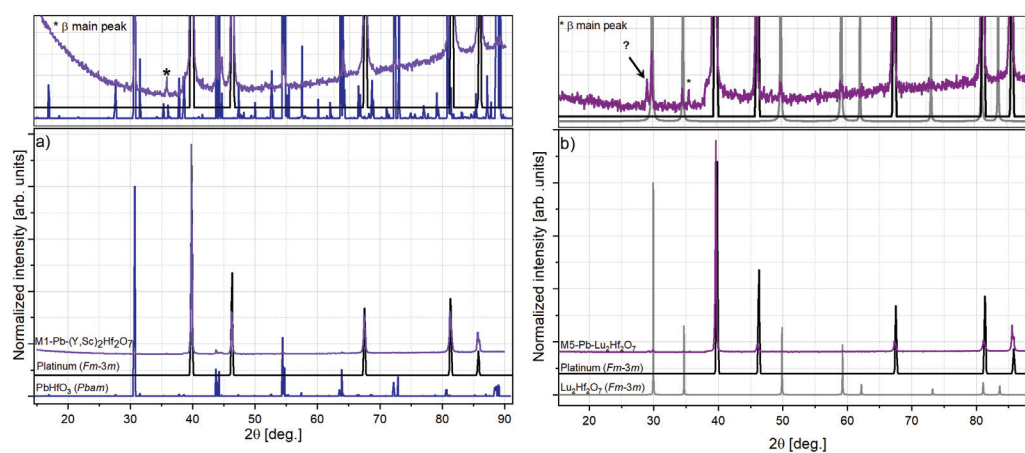 * β main peak
*
a)
Normalized intensity [arb. units]
M1-Pb-(Y,Sc)2Hf2O7
Platinum (Fm-3m)
PbHfO3 (Pbam)
20 30 40 50 60 70 80 90
2θ [deg.]
* β main peak
?
*
b)
Normalized intensity [arb .units]
M5-Pb-Lu2Hf2O7
Platinum (Fm-3m)
Lu2Hf2O7 (Fm-3m)
20 30 40 50 60 70 80
2θ [deg.]